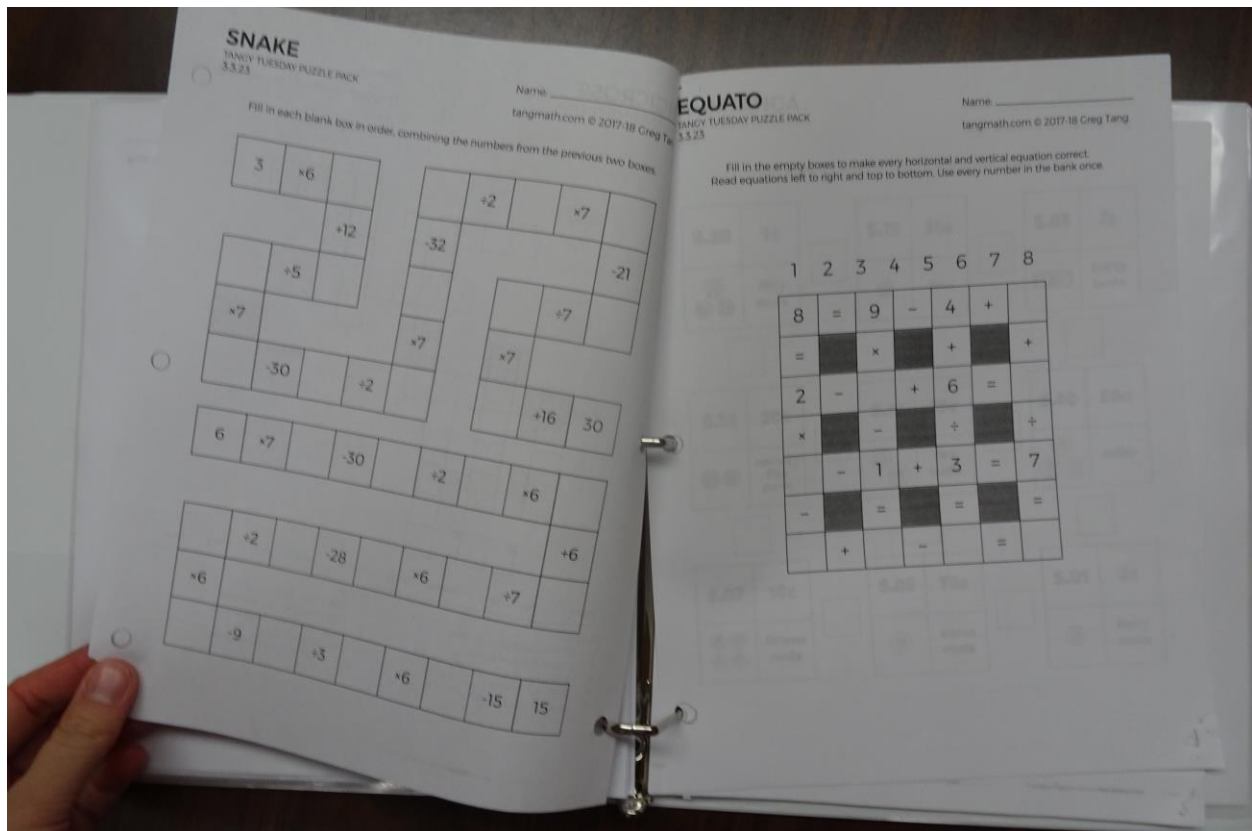 SNAKE
TANGY TUESDAY PUZZLE PACK
3.3.23
Name:
tangmath.com © 2017-18 Greg
Fill in each blank box in order, combining the numbers from the previous two boxes.
3 ×6
÷12
÷5
×7
-30 ÷2
×7
-32
÷2 ×7
-21
÷7
×7
+16 30
6 ×7 -30 ÷2 ×6
÷6
÷2 -28 ×6 ÷7
×6
-9 ÷3 ×6 -15 15
EQUATO
TANGY TUESDAY PUZZLE PACK
3.3.23
Name:
tangmath.com © 2017-18 Greg Tang
Fill in the empty boxes to make every horizontal and vertical equation correct.
Read equations left to right and top to bottom. Use every number in the bank once.
1 2 3 4 5 6 7 8
8 = 9 - 4 +
= × + +
2 - + 6 =
× - ÷ ÷
- 1 + 3 = 7
- = = =
+ - =